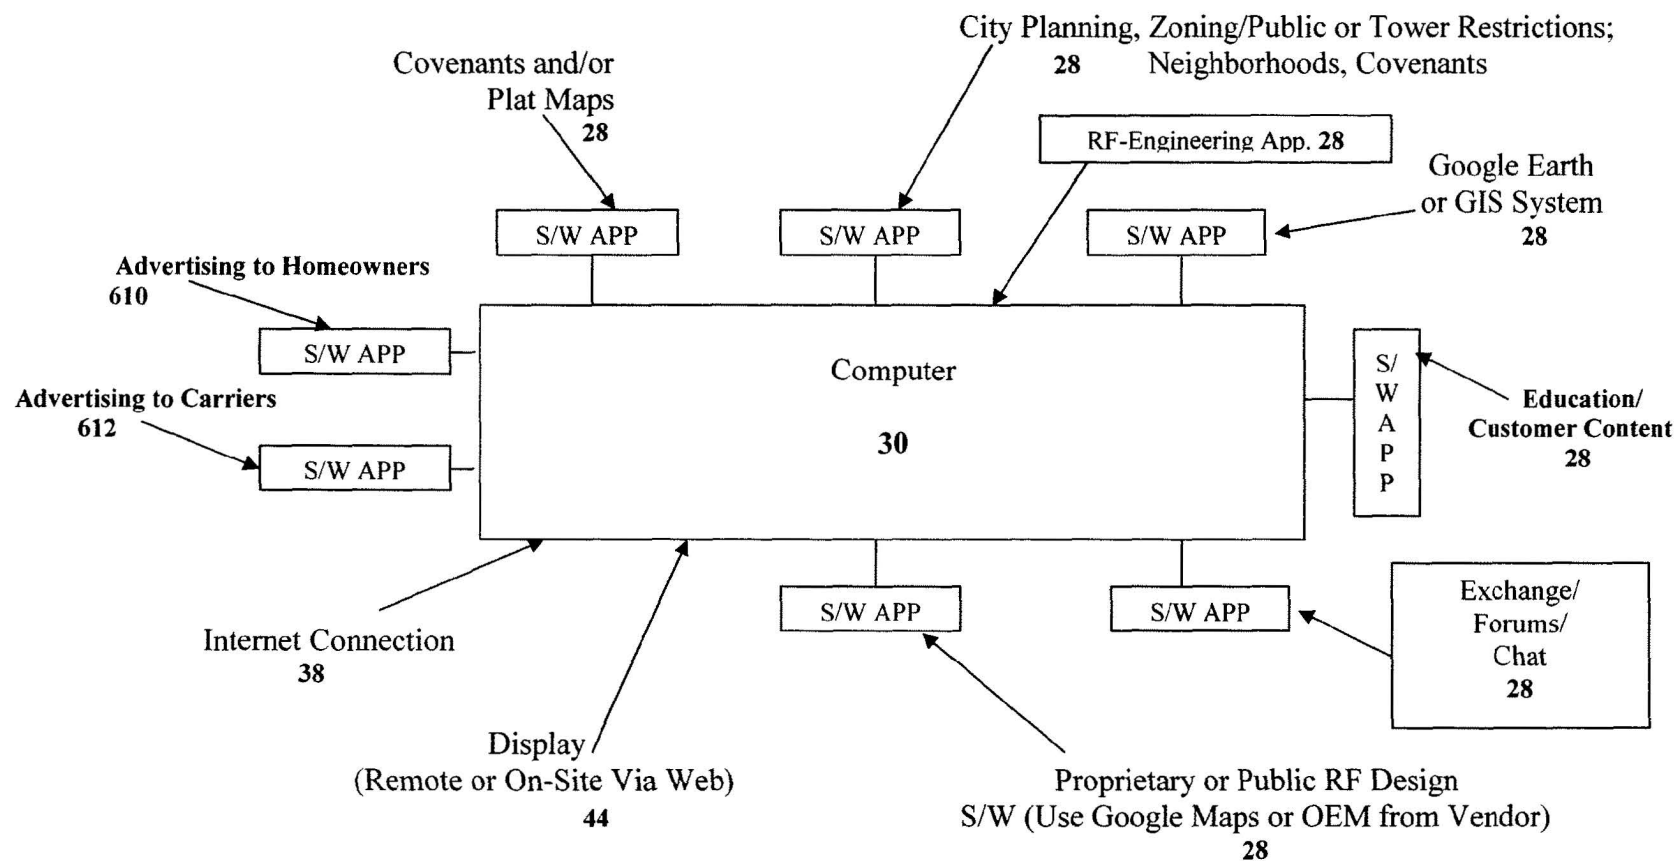 City Planning, Zoning/Public or Tower Restrictions;
28 Neighborhoods, Covenants
Covenants and/or
Plat Maps
28
RF-Engineering App. 28
Google Earth
or GIS System
28
S/W APP
S/W APP
S/W APP
Advertising to Homeowners
610
S/W APP
Advertising to Carriers
612
S/W APP
Computer
30
S/
W
A
P
P
Education/
Customer Content
28
S/W APP
S/W APP
Exchange/
Forums/
Chat
28
Internet Connection
38
Display
(Remote or On-Site Via Web)
44
Proprietary or Public RF Design
S/W (Use Google Maps or OEM from Vendor)
28